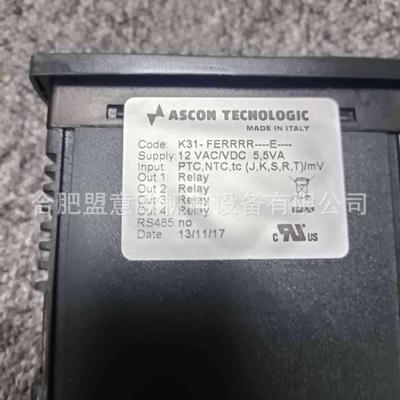 ASCON TECNOLOGIC
MADE IN ITALY
Code: K31- FERRRR----E----
Supply: 12 VAC/VDC 5,5VA
Input: PTC,NTC,tc (J,K,S,R,T)/mV
Out 1: Relay
Out 2: Relay
Out 3: Relay
Out 4: Relay
RS485: no
Date: 13/11/17
C US
合肥盟意 设备有限公司